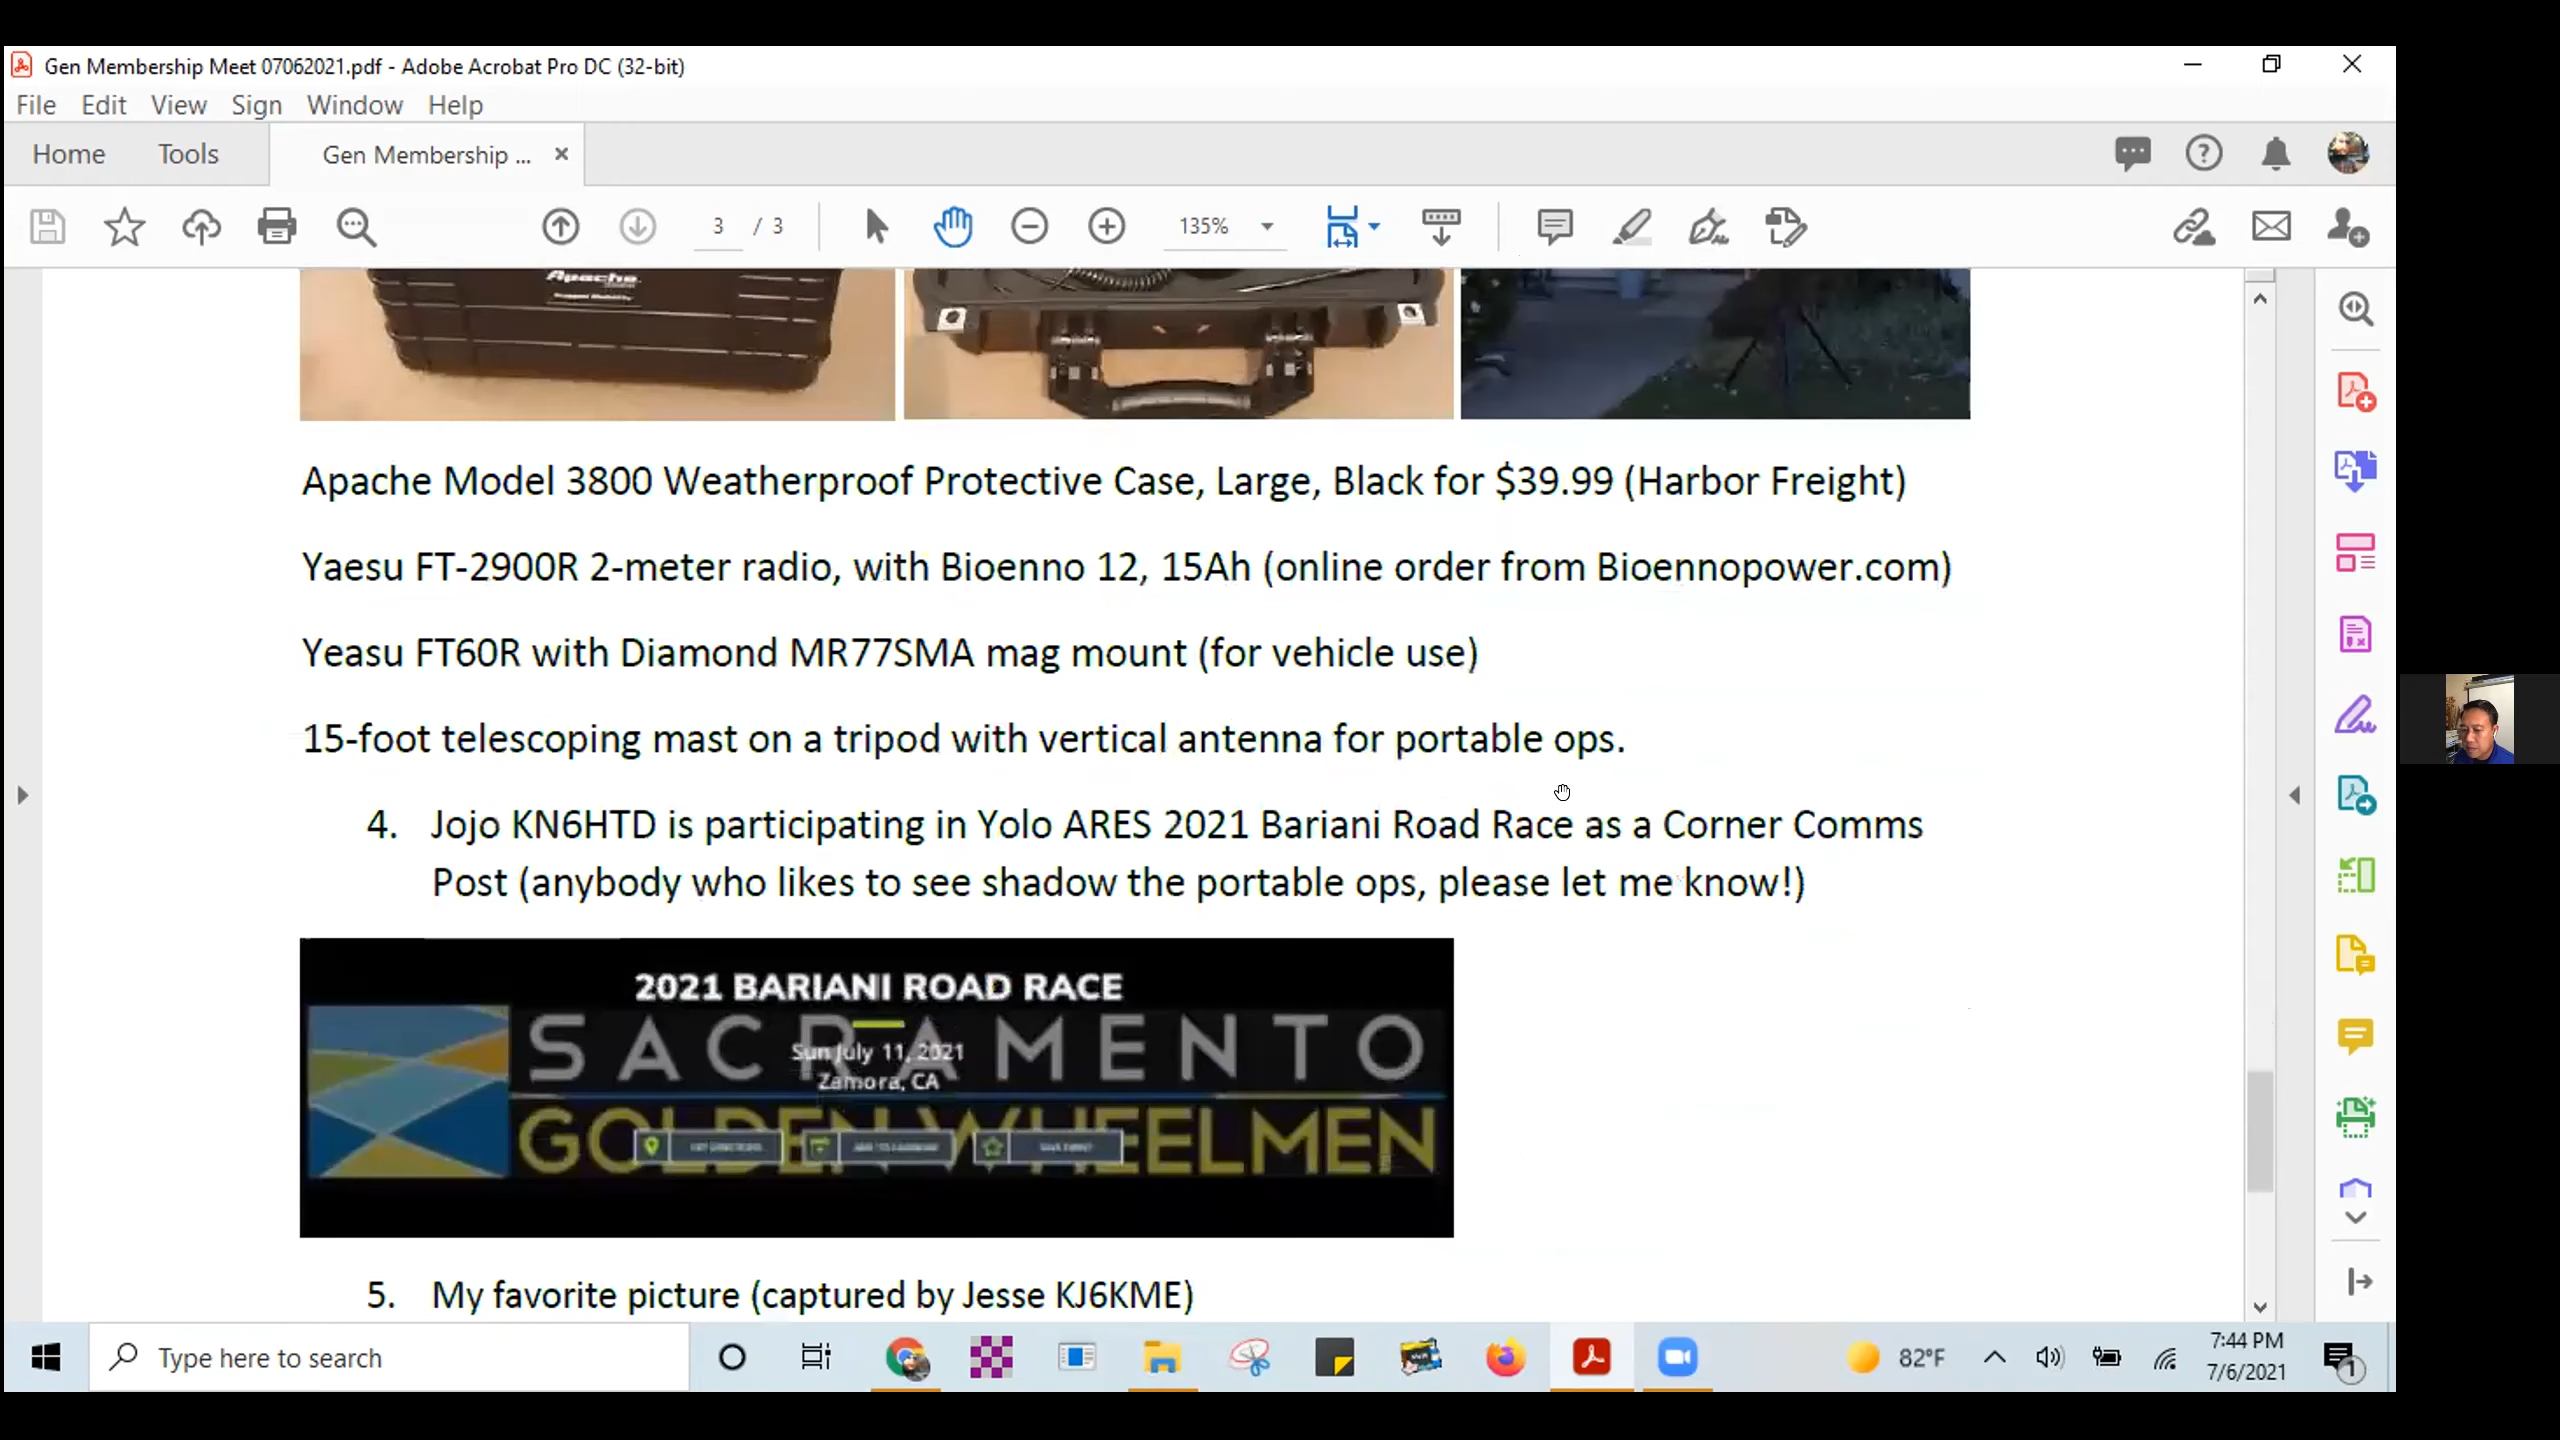 Gen Membership Meet 07062021.pdf - Adobe Acrobat Pro DC (32-bit)
File Edit View Sign Window Help
Home Tools Gen Membership ...
3 / 3 135%
Apache
Apache Model 3800 Weatherproof Protective Case, Large, Black for $39.99 (Harbor Freight)
Yaesu FT-2900R 2-meter radio, with Bioenno 12, 15Ah (online order from Bioennopower.com)
Yeasu FT60R with Diamond MR77SMA mag mount (for vehicle use)
15-foot telescoping mast on a tripod with vertical antenna for portable ops.
4. Jojo KN6HTD is participating in Yolo ARES 2021 Bariani Road Race as a Corner Comms
Post (anybody who likes to see shadow the portable ops, please let me know!)
2021 BARIANI ROAD RACE
SACRAMENTO
Sun July 11, 2021
Zamora, CA
GOLDEN WHEELMEN
5. My favorite picture (captured by Jesse KJ6KME)
Type here to search
82°F
7:44 PM
7/6/2021
1